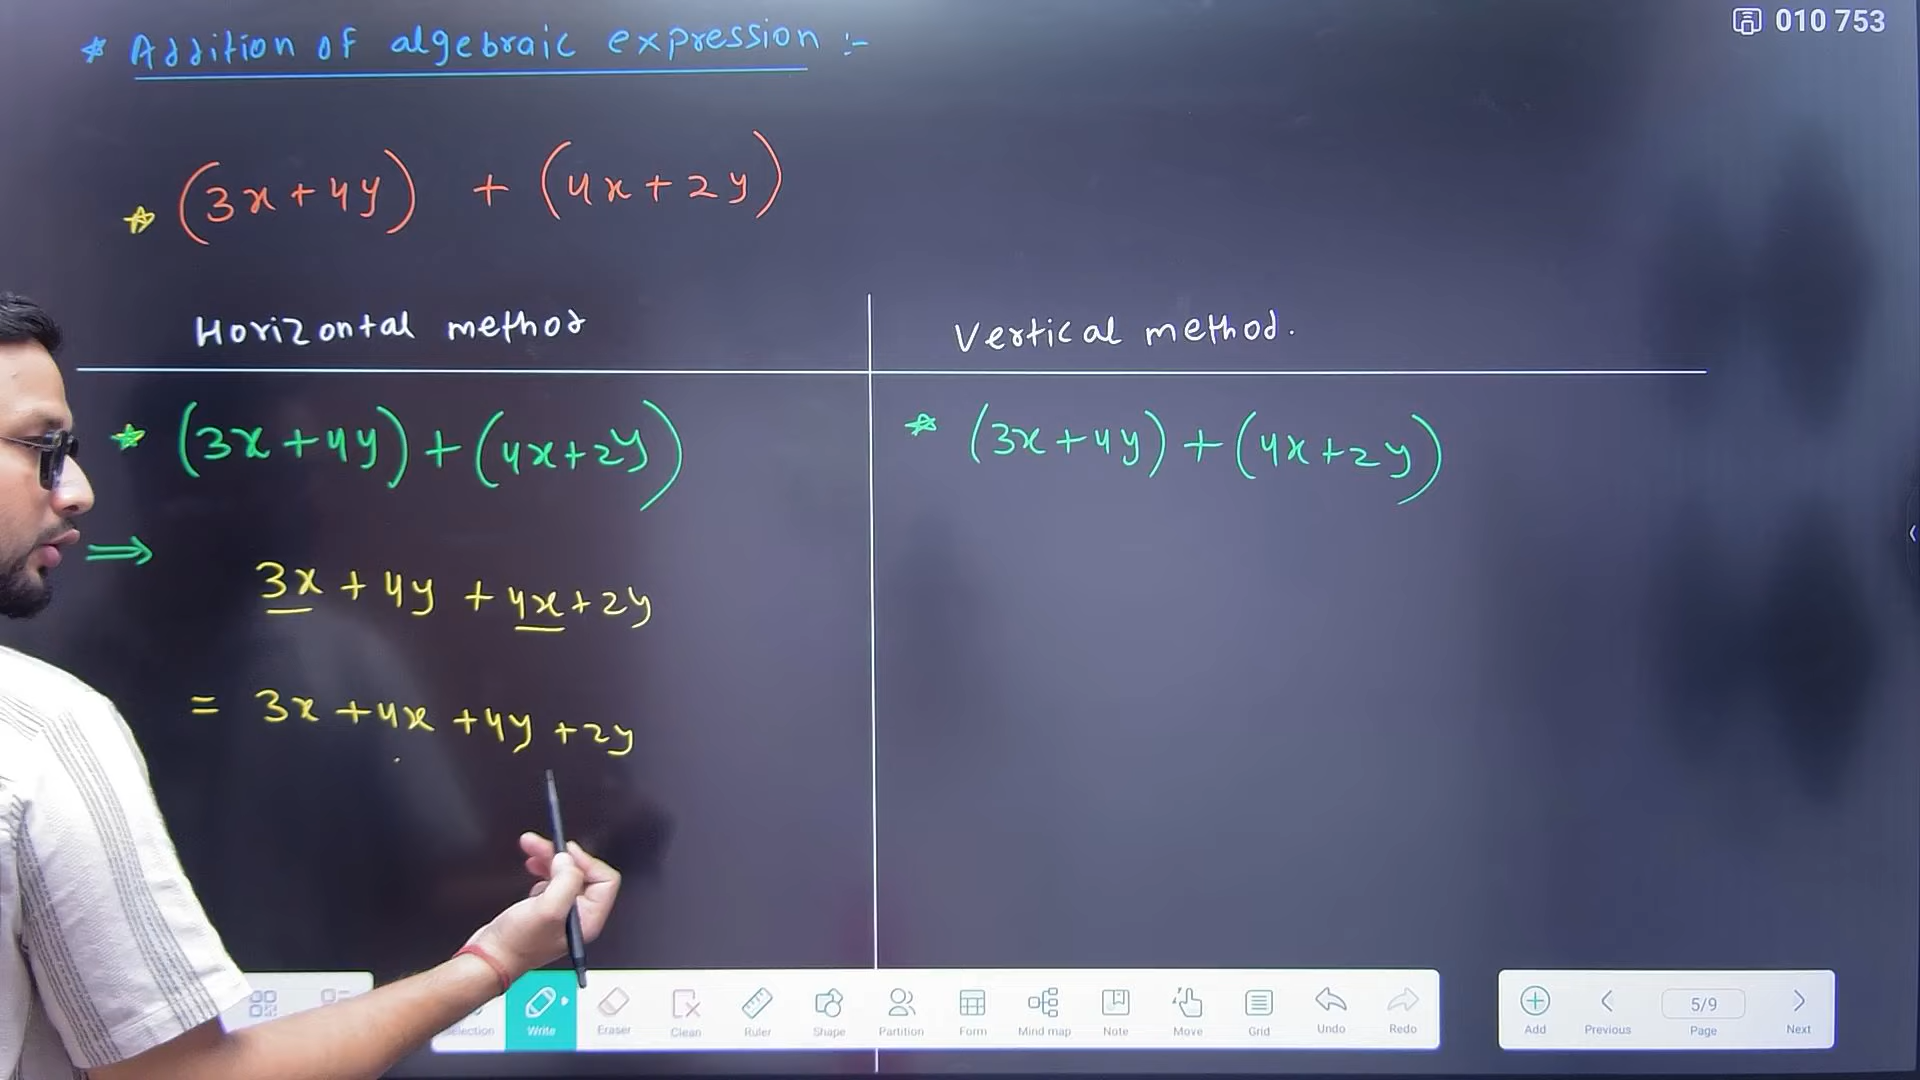 010 753
* Addition of algebraic expression :-
(3x+4y) + (4x+2y)
Horizontal method
Vertical method.
* (3x+4y)+(4x+2y)
* (3x+4y)+(4x+2y)
⇒
3x + 4y + 4x + 2y
= 3x + 4x + 4y + 2y
Write
Eraser
Clean
Ruler
Shape
Partition
Form
Mind map
Note
Move
Grid
Undo
Redo
Add
Previous
5/9
Page
Next